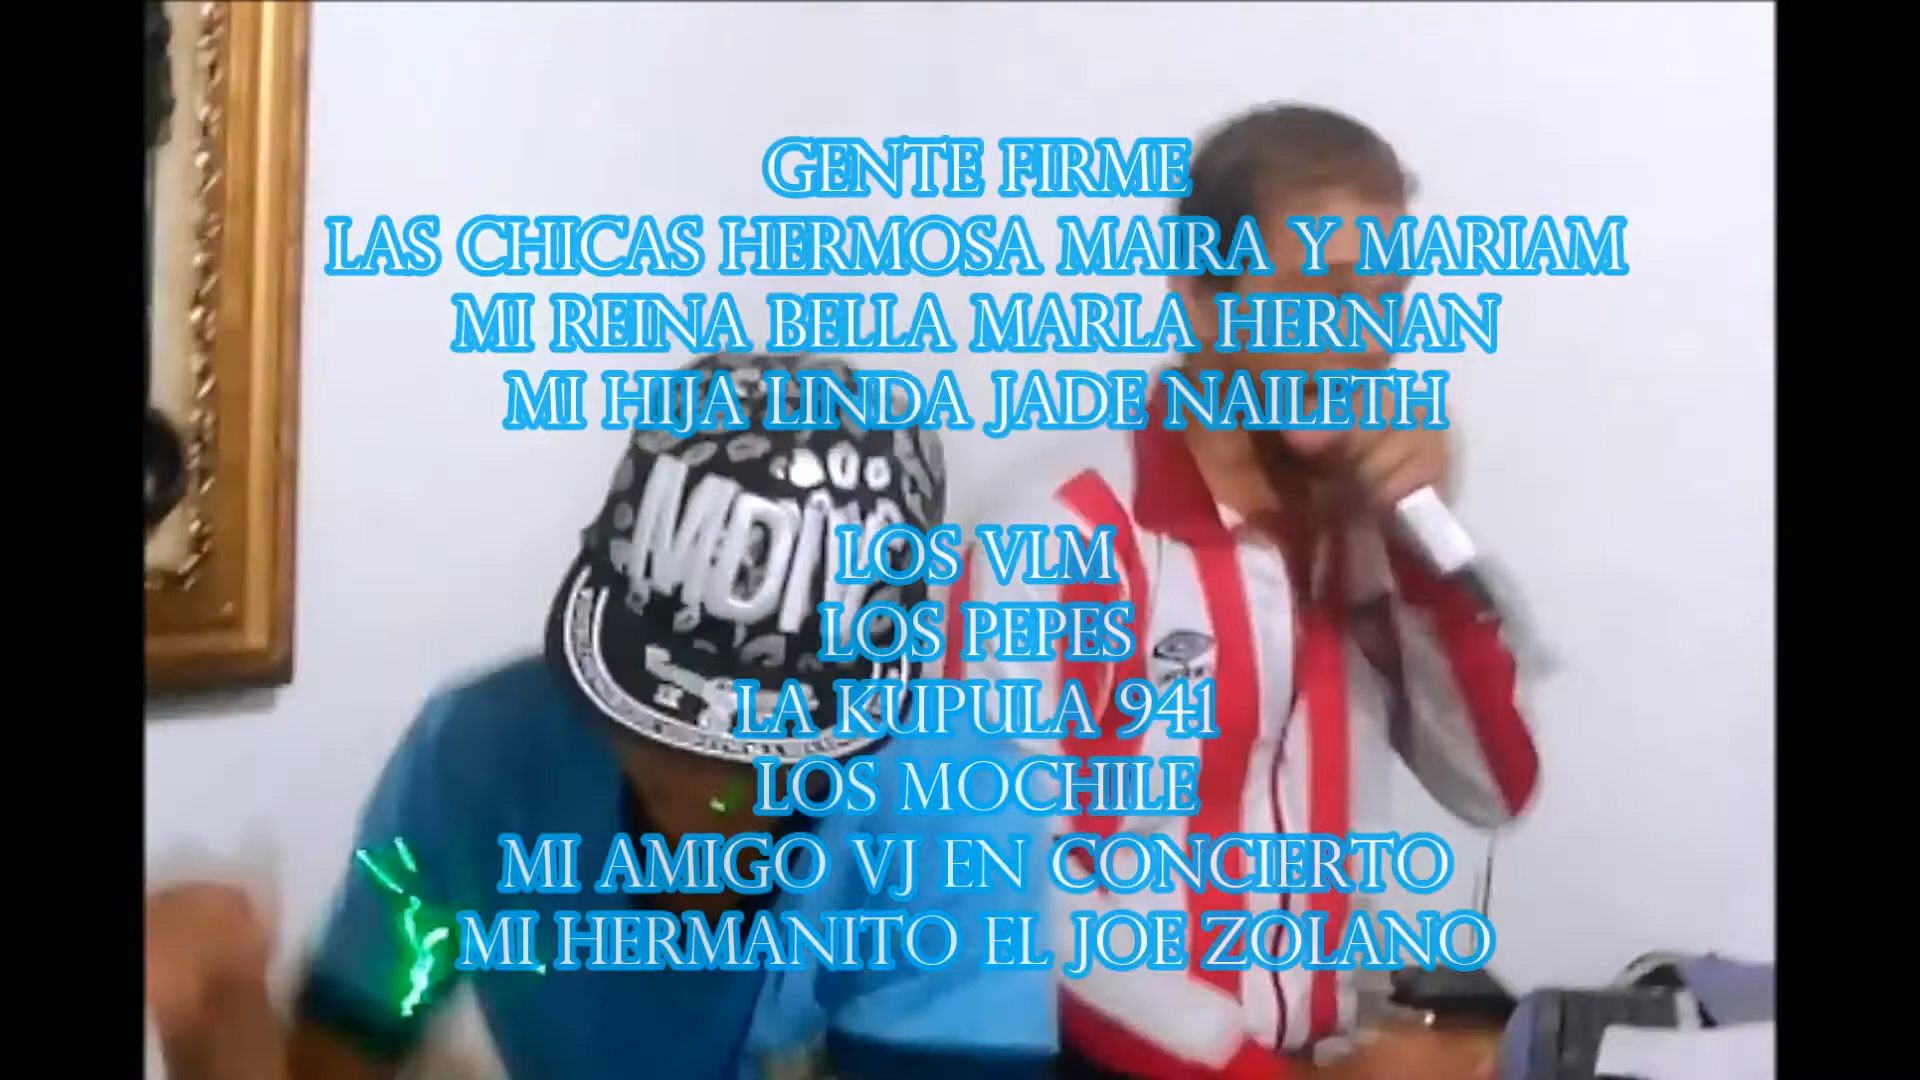 GENTE FIRME
LAS CHICAS HERMOSA MAIRA Y MARIAM
MI REINA BELLA MARLA HERNAN
MI HIJA LINDA JADE NAILETH
LOS VLM
LOS PEPES
LA KUPULA 941
LOS MOCHILE
MI AMIGO VJ EN CONCIERTO
MI HERMANITO EL JOE ZOLANO